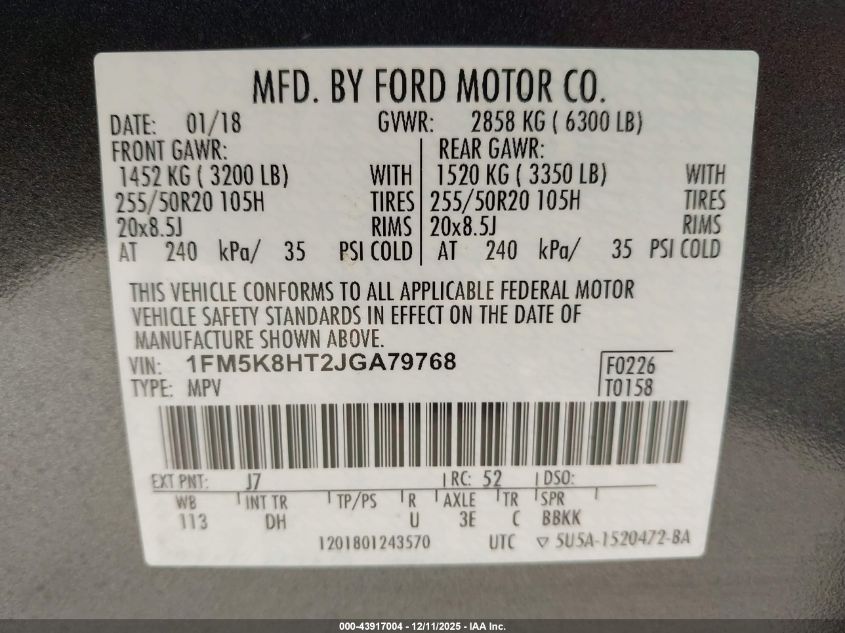 MFD. BY FORD MOTOR CO.
DATE: 01/18 GVWR: 2858 KG ( 6300 LB)
FRONT GAWR: REAR GAWR:
1452 KG ( 3200 LB) WITH 1520 KG ( 3350 LB) WITH
255/50R20 105H TIRES 255/50R20 105H TIRES
20x8.5J RIMS 20x8.5J RIMS
AT 240 kPa/ 35 PSI COLD AT 240 kPa/ 35 PSI COLD
THIS VEHICLE CONFORMS TO ALL APPLICABLE FEDERAL MOTOR
VEHICLE SAFETY STANDARDS IN EFFECT ON THE DATE OF
MANUFACTURE SHOWN ABOVE.
VIN: 1FM5K8HT2JGA79768 F0226
TYPE: MPV T0158
EXT PNT: J7 RC: 52 DSO:
WB INT TR TP/PS R AXLE TR SPR
113 DH U 3E C BBKK
1201801243570 UTC ▽ 5U5A-1520472-BA
000-43917004 - 12/11/2025 - IAA Inc.